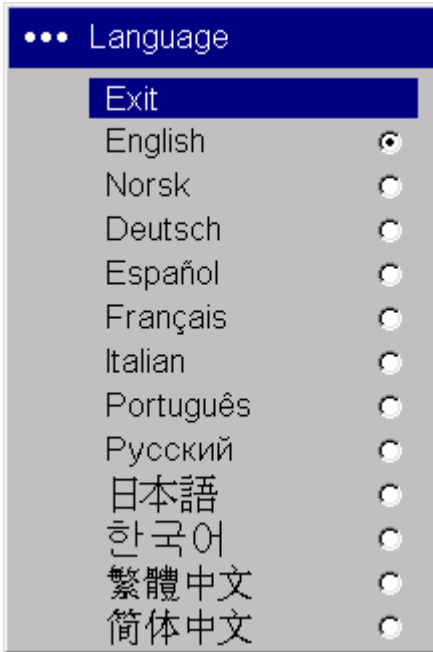 Language
Exit
English
Norsk
Deutsch
Español
Français
Italian
Português
Русский
日本語
한국어
繁體中文
简体中文